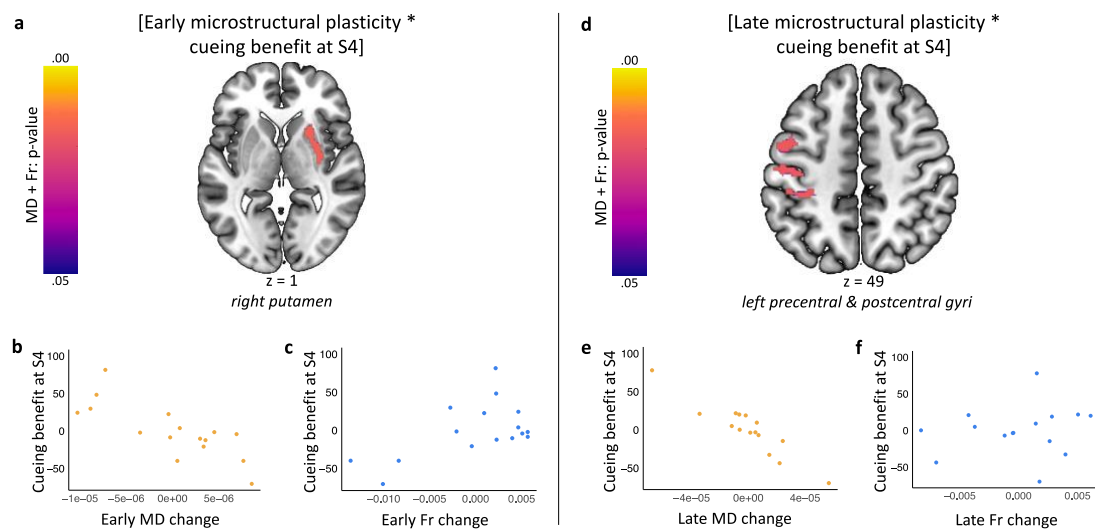 a
[Early microstructural plasticity *
cueing benefit at S4]
.00
MD + Fr: p-value
.05
z = 1
right putamen
b
Cueing benefit at S4
100
50
0
−50
−1e−05
−5e−06
0e+00
5e−06
Early MD change
c
Cueing benefit at S4
100
50
0
−50
−0.010
−0.005
0.000
0.005
Early Fr change
d
[Late microstructural plasticity *
cueing benefit at S4]
.00
MD + Fr: p-value
.05
z = 49
left precentral & postcentral gyri
e
Cueing benefit at S4
100
50
0
−50
−4e−05
0e+00
4e−05
Late MD change
f
Cueing benefit at S4
100
50
0
−50
−0.005
0.000
0.005
Late Fr change